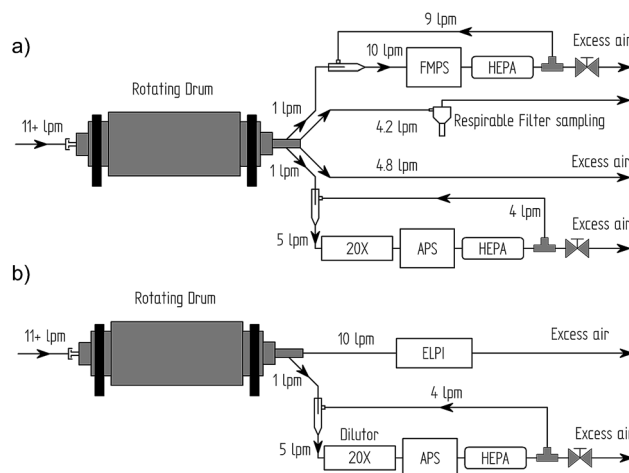 a)
9 lpm
Excess air
10 lpm
FMPS
HEPA
Rotating Drum
1 lpm
11+ lpm
4.2 lpm
Respirable Filter sampling
1 lpm
4.8 lpm
Excess air
4 lpm
Excess air
5 lpm
20X
APS
HEPA
b)
Rotating Drum
11+ lpm
10 lpm
ELPI
Excess air
1 lpm
4 lpm
Excess air
5 lpm
Dilutor
20X
APS
HEPA